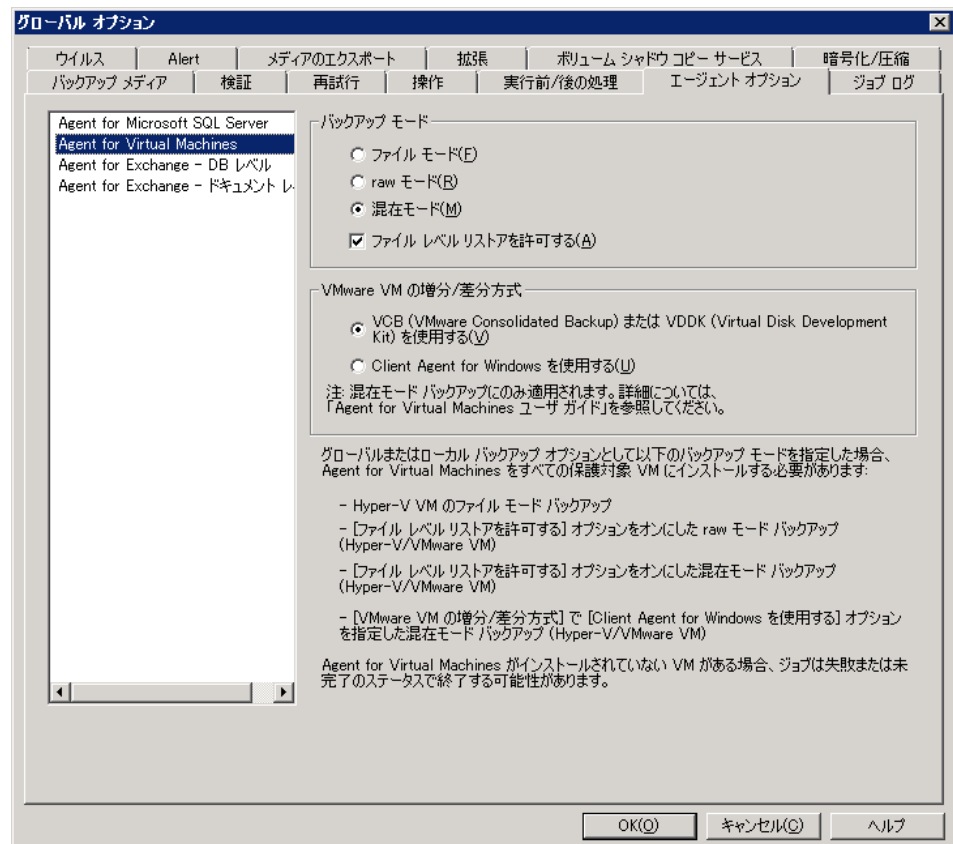 グローバル オプション
ウイルス
Alert
メディアのエクスポート
拡張
ボリューム シャドウ コピー サービス
暗号化/圧縮
バックアップ メディア
検証
再試行
操作
実行前/後の処理
エージェント オプション
ジョブ ログ
Agent for Microsoft SQL Server
Agent for Virtual Machines
Agent for Exchange - DB レベル
Agent for Exchange - ドキュメント レ
バックアップ モード
ファイル モード(F)
raw モード(R)
混在モード(M)
ファイル レベル リストアを許可する(A)
VMware VM の増分/差分方式
VCB (VMware Consolidated Backup) または VDDK (Virtual Disk Development
Kit) を使用する(V)
Client Agent for Windows を使用する(U)
注: 混在モード バックアップにのみ適用されます。詳細については、
「Agent for Virtual Machines ユーザ ガイド」を参照してください。
グローバルまたはローカル バックアップ オプションとして以下のバックアップ モードを指定した場合、
Agent for Virtual Machines をすべての保護対象 VM にインストールする必要があります:
- Hyper-V VM のファイル モード バックアップ
- [ファイル レベル リストアを許可する] オプションをオンにした raw モード バックアップ
(Hyper-V/VMware VM)
- [ファイル レベル リストアを許可する] オプションをオンにした混在モード バックアップ
(Hyper-V/VMware VM)
- [VMware VM の増分/差分方式] で [Client Agent for Windows を使用する] オプション
を指定した混在モード バックアップ (Hyper-V/VMware VM)
Agent for Virtual Machines がインストールされていない VM がある場合、ジョブは失敗または未
完了のステータスで終了する可能性があります。
OK(O)
キャンセル(C)
ヘルプ